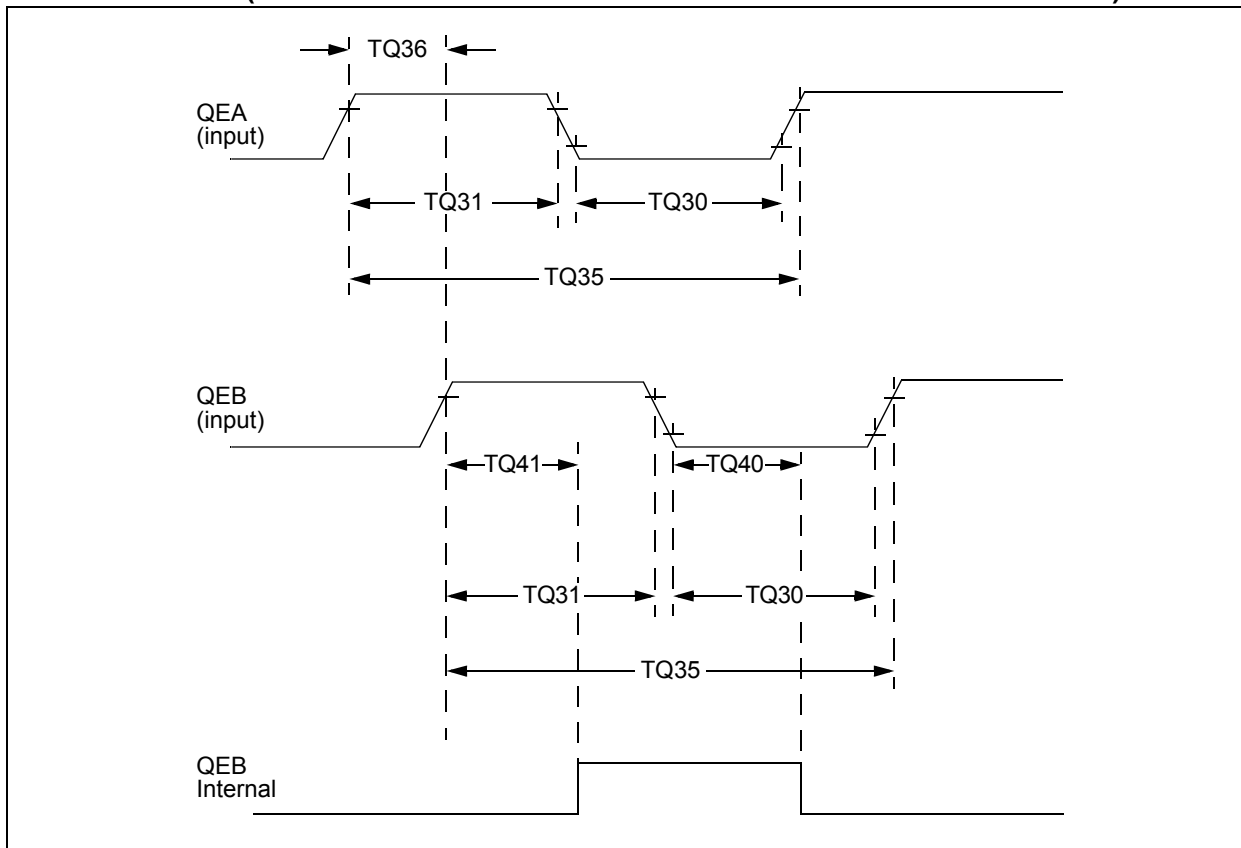 TQ36
QEA
(input)
TQ31
TQ30
TQ35
QEB
(input)
TQ41
TQ40
TQ31
TQ30
TQ35
QEB
Internal